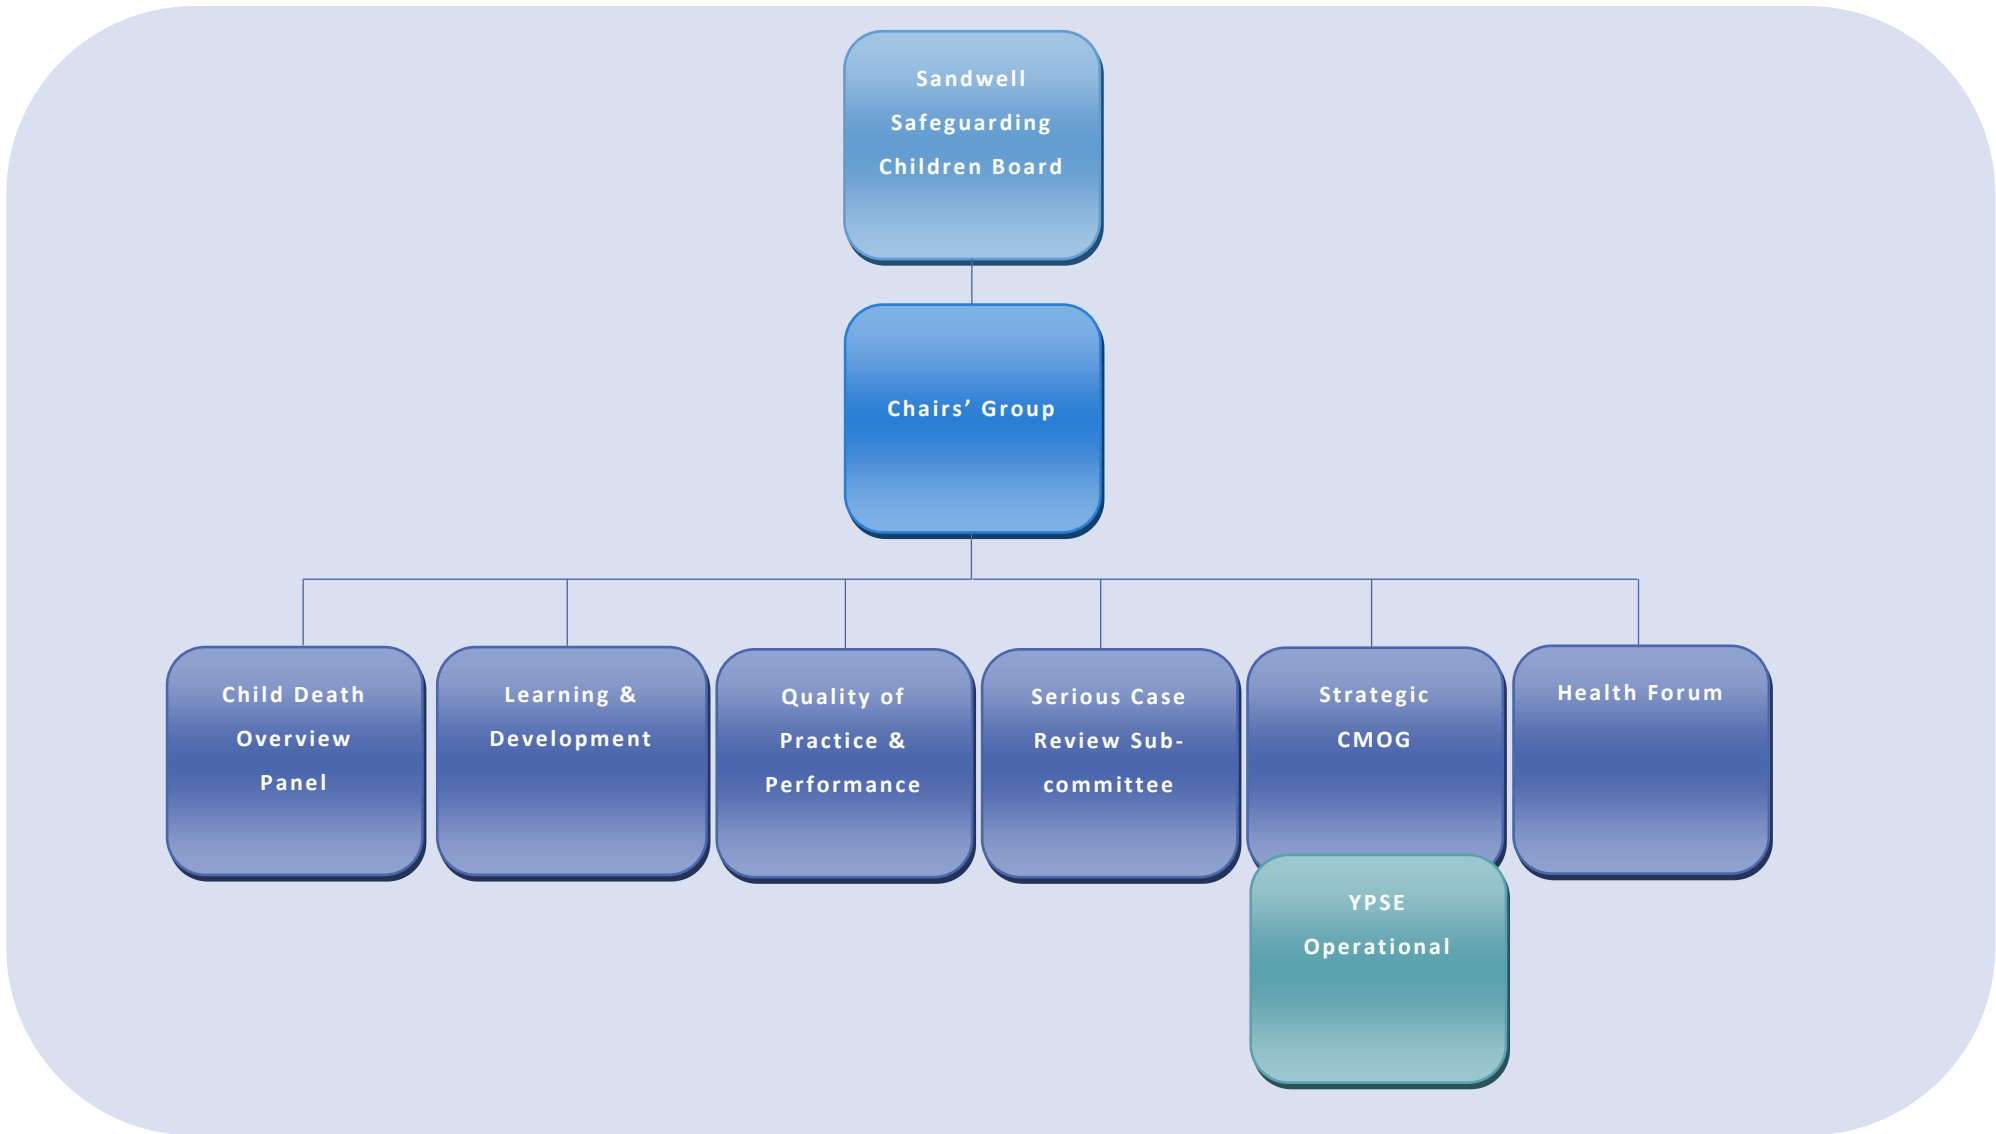 Sandwell
Safeguarding
Children Board
Chairs’ Group
Child Death
Overview
Panel
Learning &
Development
Quality of
Practice &
Performance
Serious Case
Review Sub-
committee
Strategic
CMOG
Health Forum
YPSE
Operational